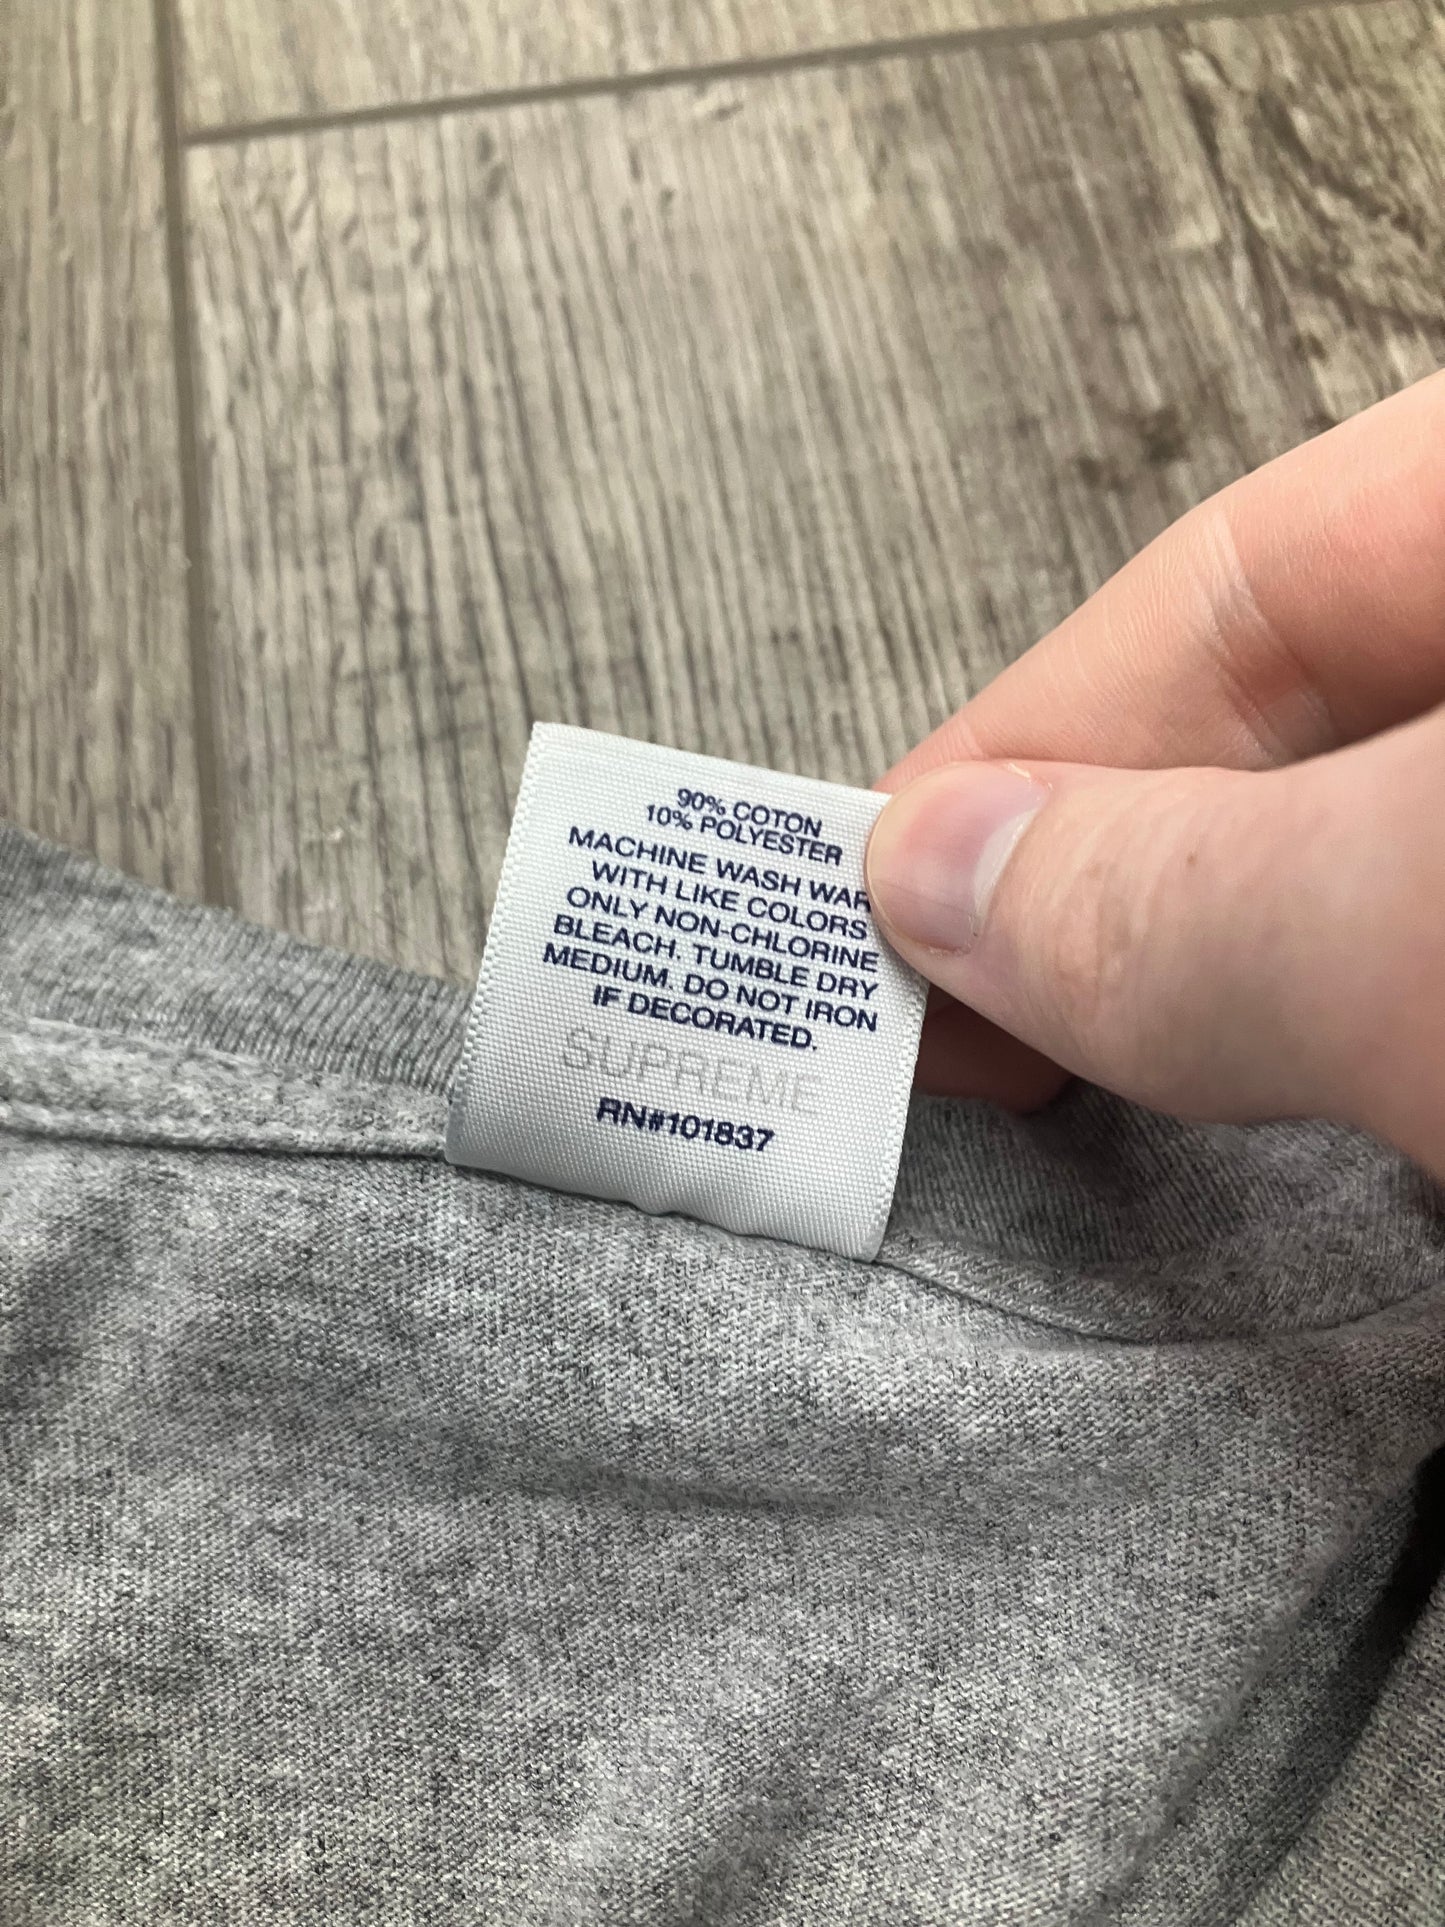 90% COTON
10% POLYESTER
MACHINE WASH WAR
WITH LIKE COLORS
ONLY NON-CHLORINE
BLEACH. TUMBLE DRY
MEDIUM. DO NOT IRON
IF DECORATED.
SUPREME
RN#101837